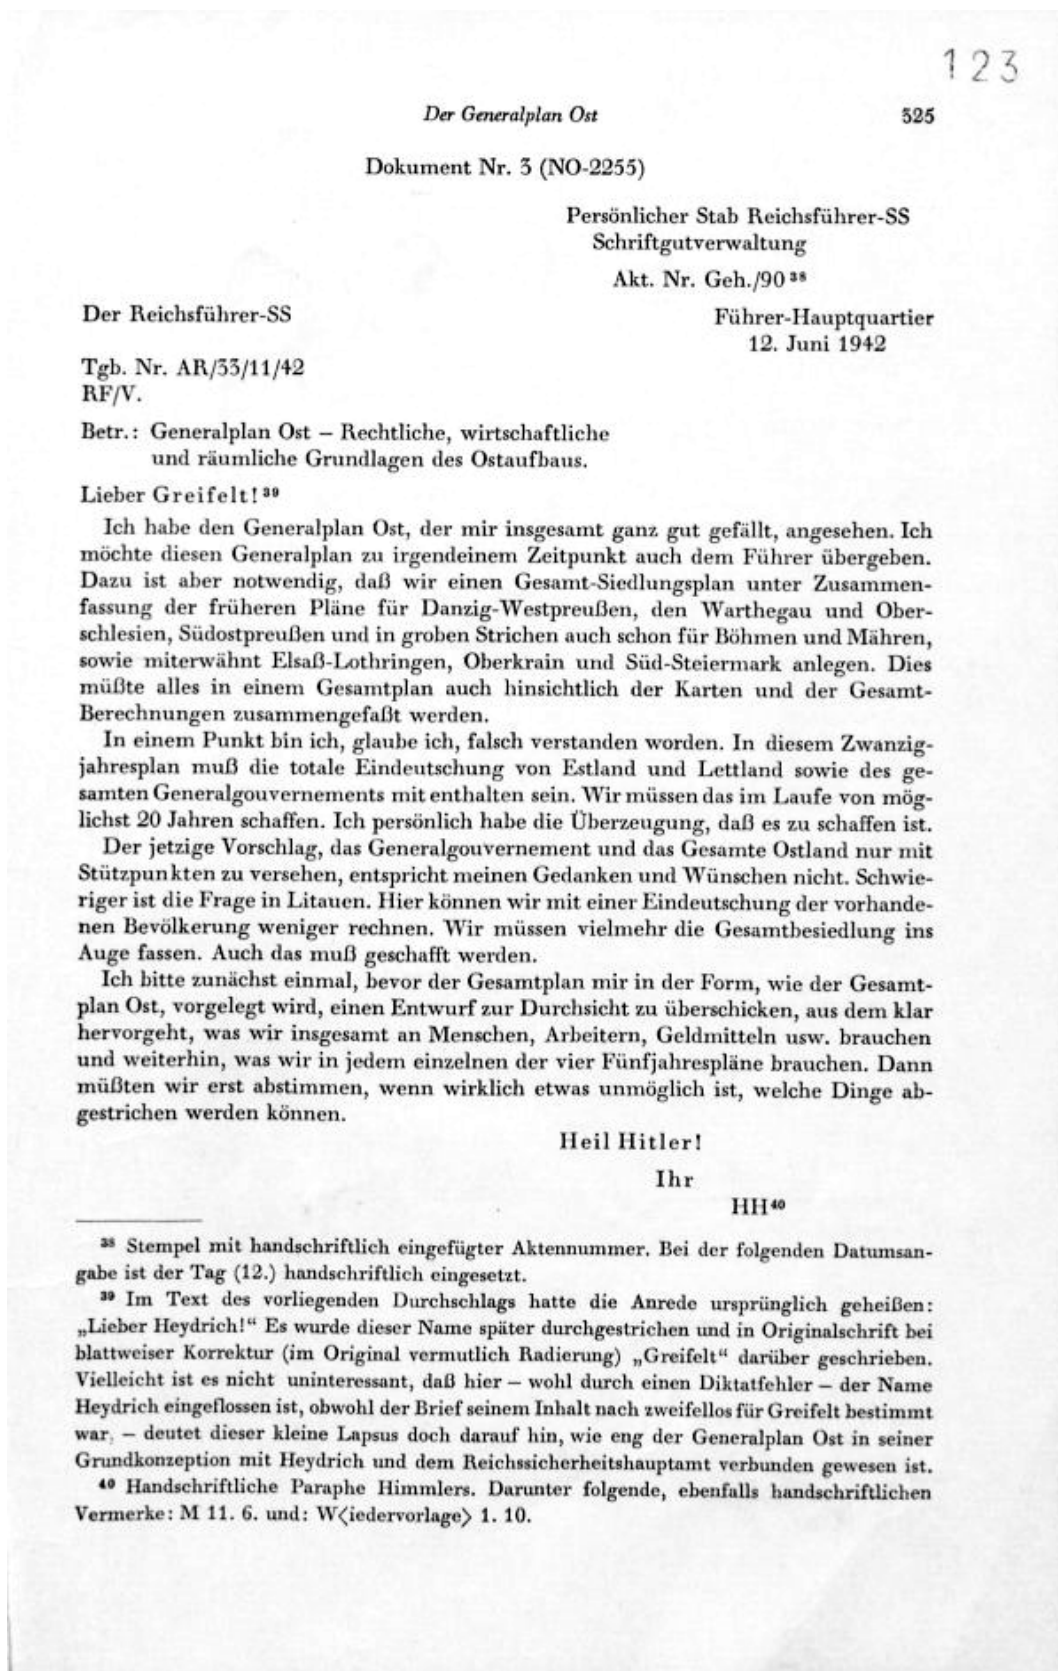 123
Der Generalplan Ost 325
Dokument Nr. 3 (NO-2255)
Persönlicher Stab Reichsführer-SS
Schriftgutverwaltung
Akt. Nr. Geh./90 ³⁸
Der Reichsführer-SS
Führer-Hauptquartier
12. Juni 1942
Tgb. Nr. AR/33/11/42
RF/V.
Betr.: Generalplan Ost – Rechtliche, wirtschaftliche
und räumliche Grundlagen des Ostaufbaus.
Lieber Greifelt! ³⁹
Ich habe den Generalplan Ost, der mir insgesamt ganz gut gefällt, angesehen. Ich
möchte diesen Generalplan zu irgendeinem Zeitpunkt auch dem Führer übergeben.
Dazu ist aber notwendig, daß wir einen Gesamt-Siedlungsplan unter Zusammen-
fassung der früheren Pläne für Danzig-Westpreußen, den Warthegau und Ober-
schlesien, Südostpreußen und in groben Strichen auch schon für Böhmen und Mähren,
sowie miterwähnt Elsaß-Lothringen, Oberkrain und Süd-Steiermark anlegen. Dies
müßte alles in einem Gesamtplan auch hinsichtlich der Karten und der Gesamt-
Berechnungen zusammengefaßt werden.
In einem Punkt bin ich, glaube ich, falsch verstanden worden. In diesem Zwanzig-
jahresplan muß die totale Eindeutschung von Estland und Lettland sowie des ge-
samten Generalgouvernements mit enthalten sein. Wir müssen das im Laufe von mög-
lichst 20 Jahren schaffen. Ich persönlich habe die Überzeugung, daß es zu schaffen ist.
Der jetzige Vorschlag, das Generalgouvernement und das Gesamte Ostland nur mit
Stützpunkten zu versehen, entspricht meinen Gedanken und Wünschen nicht. Schwie-
riger ist die Frage in Litauen. Hier können wir mit einer Eindeutschung der vorhande-
nen Bevölkerung weniger rechnen. Wir müssen vielmehr die Gesamtbesiedlung ins
Auge fassen. Auch das muß geschafft werden.
Ich bitte zunächst einmal, bevor der Gesamtplan mir in der Form, wie der Gesamt-
plan Ost, vorgelegt wird, einen Entwurf zur Durchsicht zu überschicken, aus dem klar
hervorgeht, was wir insgesamt an Menschen, Arbeitern, Geldmitteln usw. brauchen
und weiterhin, was wir in jedem einzelnen der vier Fünfjahrespläne brauchen. Dann
müßten wir erst abstimmen, wenn wirklich etwas unmöglich ist, welche Dinge ab-
gestrichen werden können.
Heil Hitler!
Ihr
HH ⁴⁰
³⁸ Stempel mit handschriftlich eingefügter Aktennummer. Bei der folgenden Datumsan-
gabe ist der Tag (12.) handschriftlich eingesetzt.
³⁹ Im Text des vorliegenden Durchschlags hatte die Anrede ursprünglich geheißen:
„Lieber Heydrich!“ Es wurde dieser Name später durchgestrichen und in Originalschrift bei
blattweiser Korrektur (im Original vermutlich Radierung) „Greifelt“ darüber geschrieben.
Vielleicht ist es nicht uninteressant, daß hier – wohl durch einen Diktatfehler – der Name
Heydrich eingeflossen ist, obwohl der Brief seinem Inhalt nach zweifellos für Greifelt bestimmt
war, – deutet dieser kleine Lapsus doch darauf hin, wie eng der Generalplan Ost in seiner
Grundkonzeption mit Heydrich und dem Reichssicherheitshauptamt verbunden gewesen ist.
⁴⁰ Handschriftliche Paraphe Himmlers. Darunter folgende, ebenfalls handschriftlichen
Vermerke: M 11. 6. und: W⟨iedervorlage⟩ 1. 10.